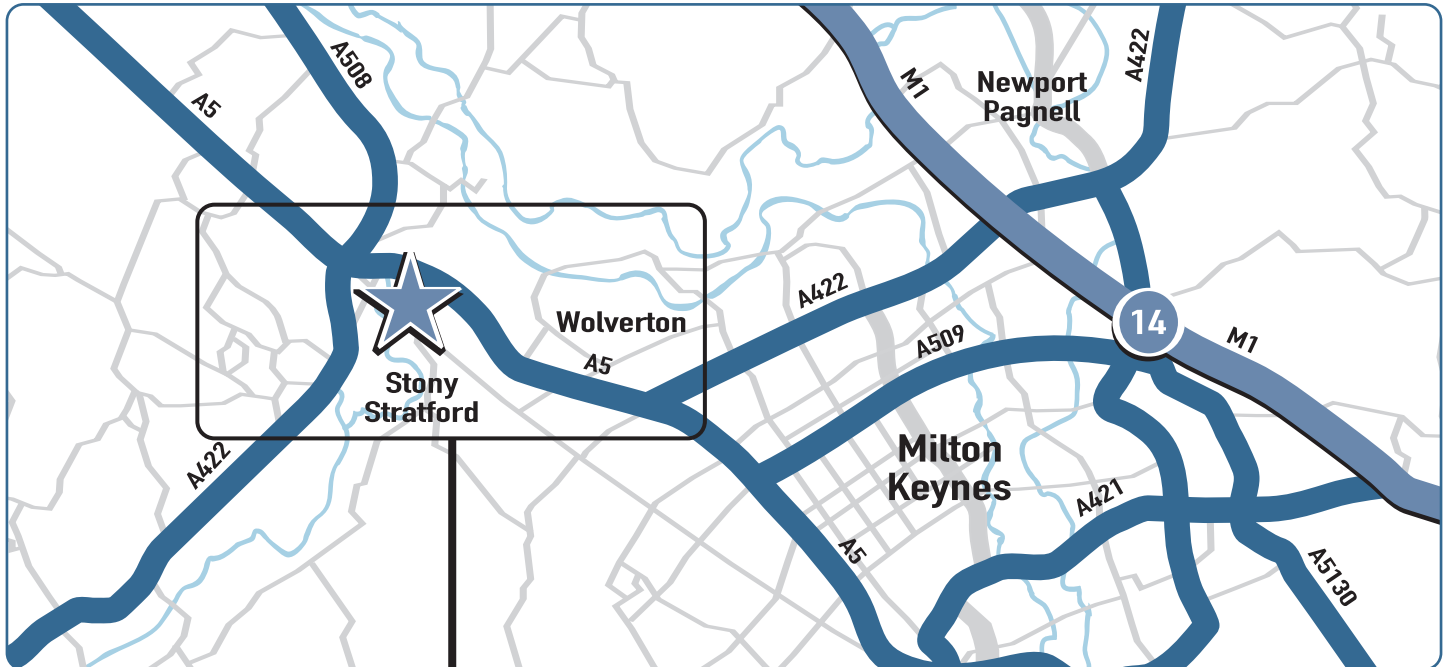 A5
A508
M1
Newport
Pagnell
A422
A422
Wolverton
A5
A509
14
M1
Stony
Stratford
A422
Milton
Keynes
A421
A5
A5130